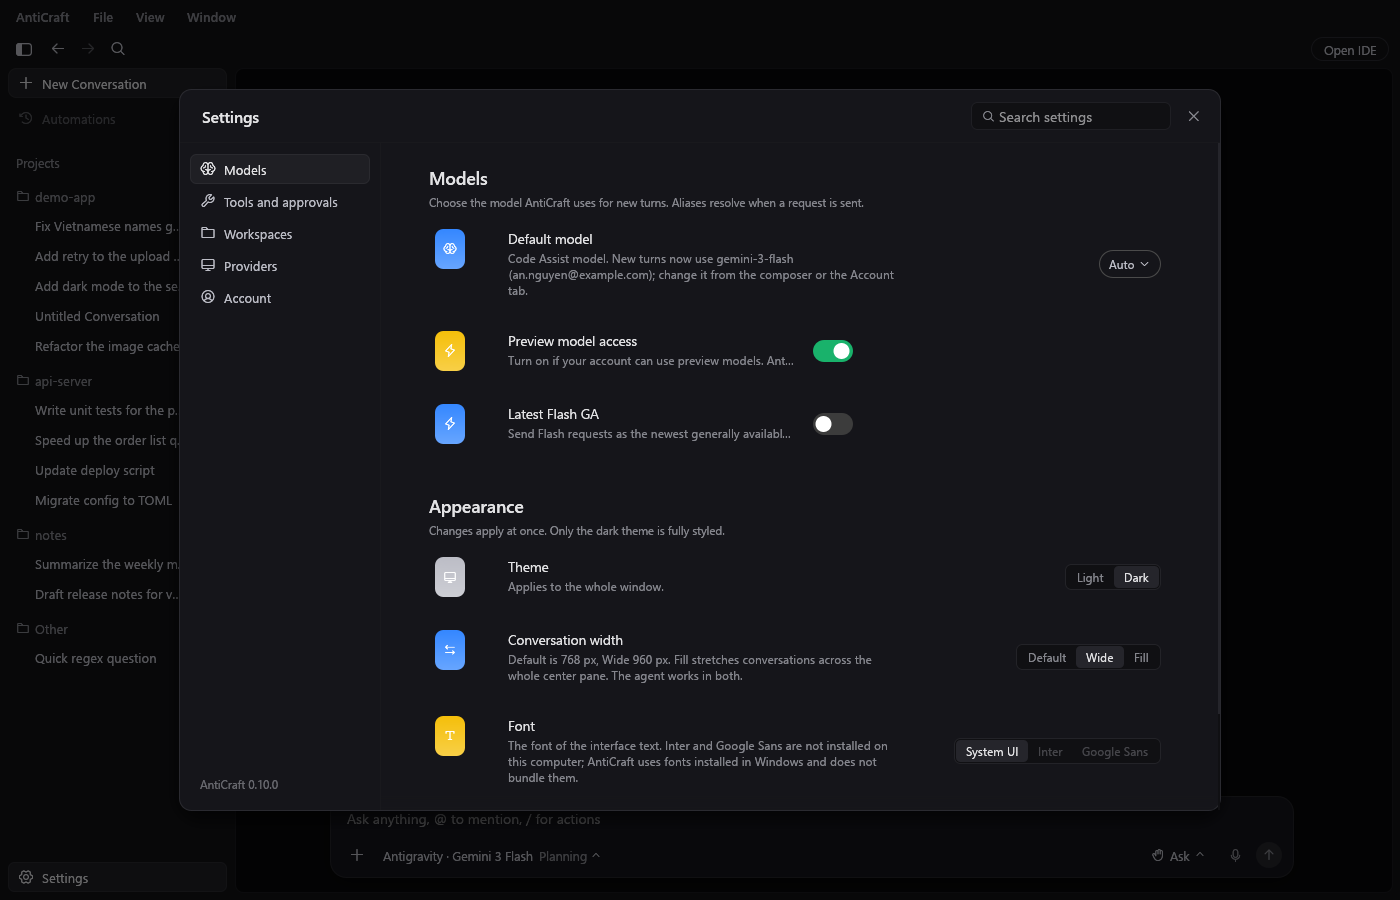 AntiCraft File View Window
Open IDE
New Conversation
Automations
Projects
demo-app
Fix Vietnamese names g...
Add retry to the upload ...
Add dark mode to the se
Untitled Conversation
Refactor the image cache
api-server
Write unit tests for the p...
Speed up the order list q...
Update deploy script
Migrate config to TOML
notes
Summarize the weekly m
Draft release notes for v...
Other
Quick regex question
Settings
Settings
Search settings
Models
Tools and approvals
Workspaces
Providers
Account
AntiCraft 0.10.0
Models
Choose the model AntiCraft uses for new turns. Aliases resolve when a request is sent.
Default model
Code Assist model. New turns now use gemini-3-flash
(an.nguyen@example.com); change it from the composer or the Account
tab.
Auto
Preview model access
Turn on if your account can use preview models. Ant...
Latest Flash GA
Send Flash requests as the newest generally availabl...
Appearance
Changes apply at once. Only the dark theme is fully styled.
Theme
Applies to the whole window.
Light Dark
Conversation width
Default is 768 px, Wide 960 px. Fill stretches conversations across the
whole center pane. The agent works in both.
Default Wide Fill
Font
The font of the interface text. Inter and Google Sans are not installed on
this computer; AntiCraft uses fonts installed in Windows and does not
bundle them.
System UI Inter Google Sans
Ask anything, @ to mention, / for actions
Antigravity · Gemini 3 Flash Planning
Ask